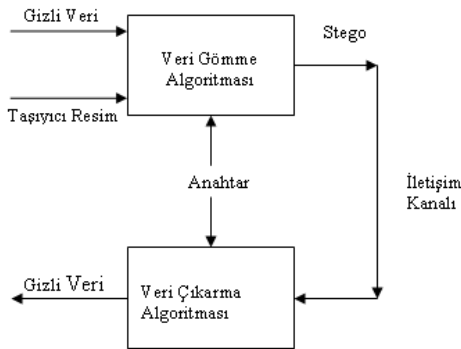 Gizli Veri
Stego
Veri Gömme
Algoritması
Taşıyıcı Resim
Anahtar
İletişim
Kanalı
Gizli Veri
Veri Çıkarma
Algoritması